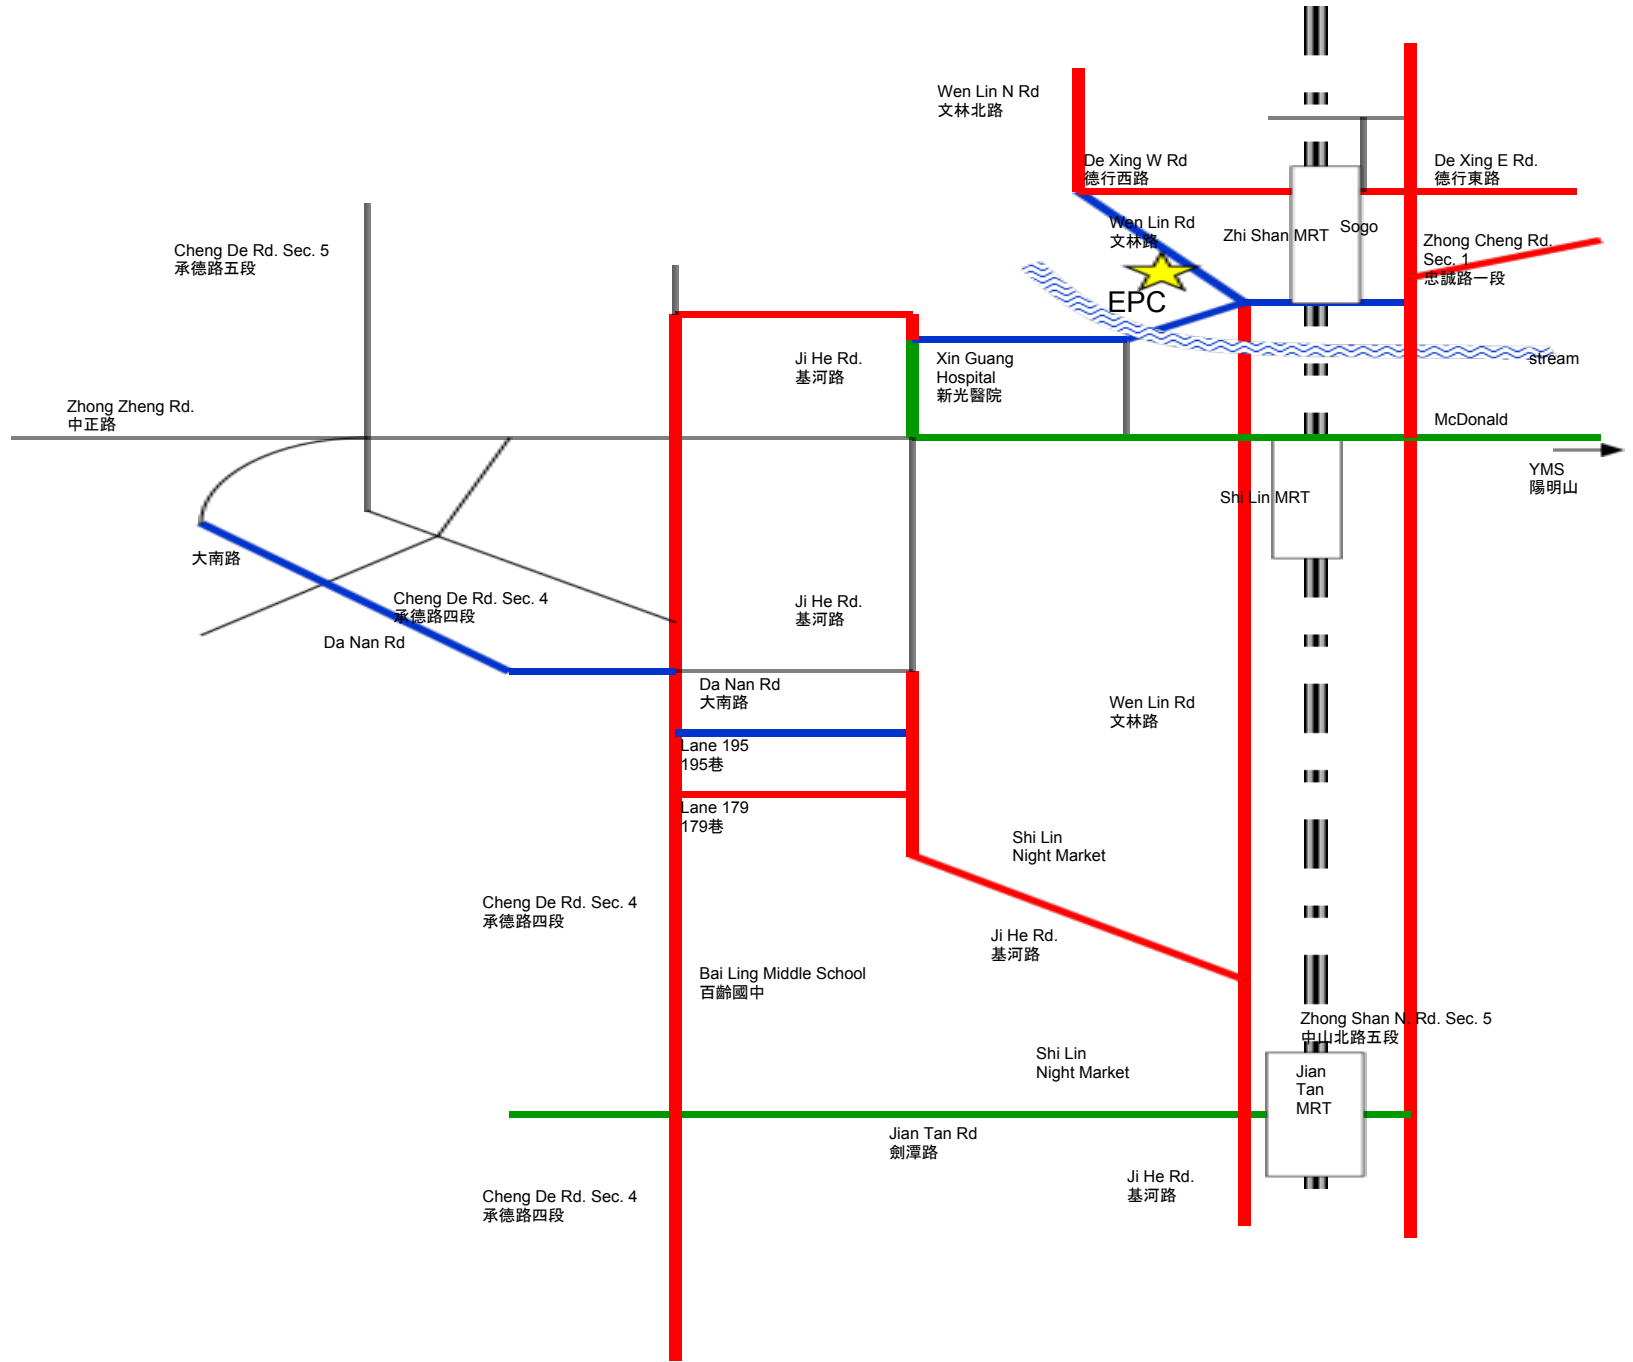 Wen Lin N Rd
文林北路
De Xing W Rd
德行西路
De Xing E Rd.
德行東路
Wen Lin Rd
文林路
Zhi Shan MRT
Sogo
Zhong Cheng Rd.
Sec. 1
忠誠路一段
Cheng De Rd. Sec. 5
承德路五段
EPC
Ji He Rd.
基河路
Xin Guang
Hospital
新光醫院
stream
Zhong Zheng Rd.
中正路
McDonald
YMS
陽明山
Shi Lin MRT
大南路
Cheng De Rd. Sec. 4
承德路四段
Da Nan Rd
Ji He Rd.
基河路
Da Nan Rd
大南路
Wen Lin Rd
文林路
Lane 195
195巷
Lane 179
179巷
Shi Lin
Night Market
Cheng De Rd. Sec. 4
承德路四段
Ji He Rd.
基河路
Bai Ling Middle School
百齡國中
Zhong Shan N. Rd. Sec. 5
中山北路五段
Shi Lin
Night Market
Jian
Tan
MRT
Jian Tan Rd
劍潭路
Ji He Rd.
基河路
Cheng De Rd. Sec. 4
承德路四段